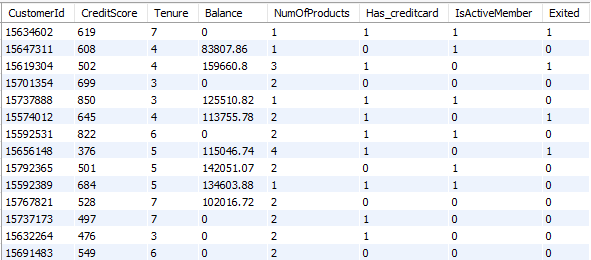 CustomerId CreditScore Tenure Balance NumOfProducts Has_creditcard IsActiveMember Exited
15634602 619 7 0 1 1 1 1
15647311 608 4 83807.86 1 0 1 0
15619304 502 4 159660.8 3 1 0 1
15701354 699 3 0 2 0 0 0
15737888 850 3 125510.82 1 1 1 0
15574012 645 4 113755.78 2 1 0 1
15592531 822 6 0 2 1 1 0
15656148 376 5 115046.74 4 1 0 1
15792365 501 5 142051.07 2 0 1 0
15592389 684 5 134603.88 1 1 1 0
15767821 528 7 102016.72 2 0 0 0
15737173 497 7 0 2 1 0 0
15632264 476 3 0 2 1 0 0
15691483 549 6 0 2 0 0 0